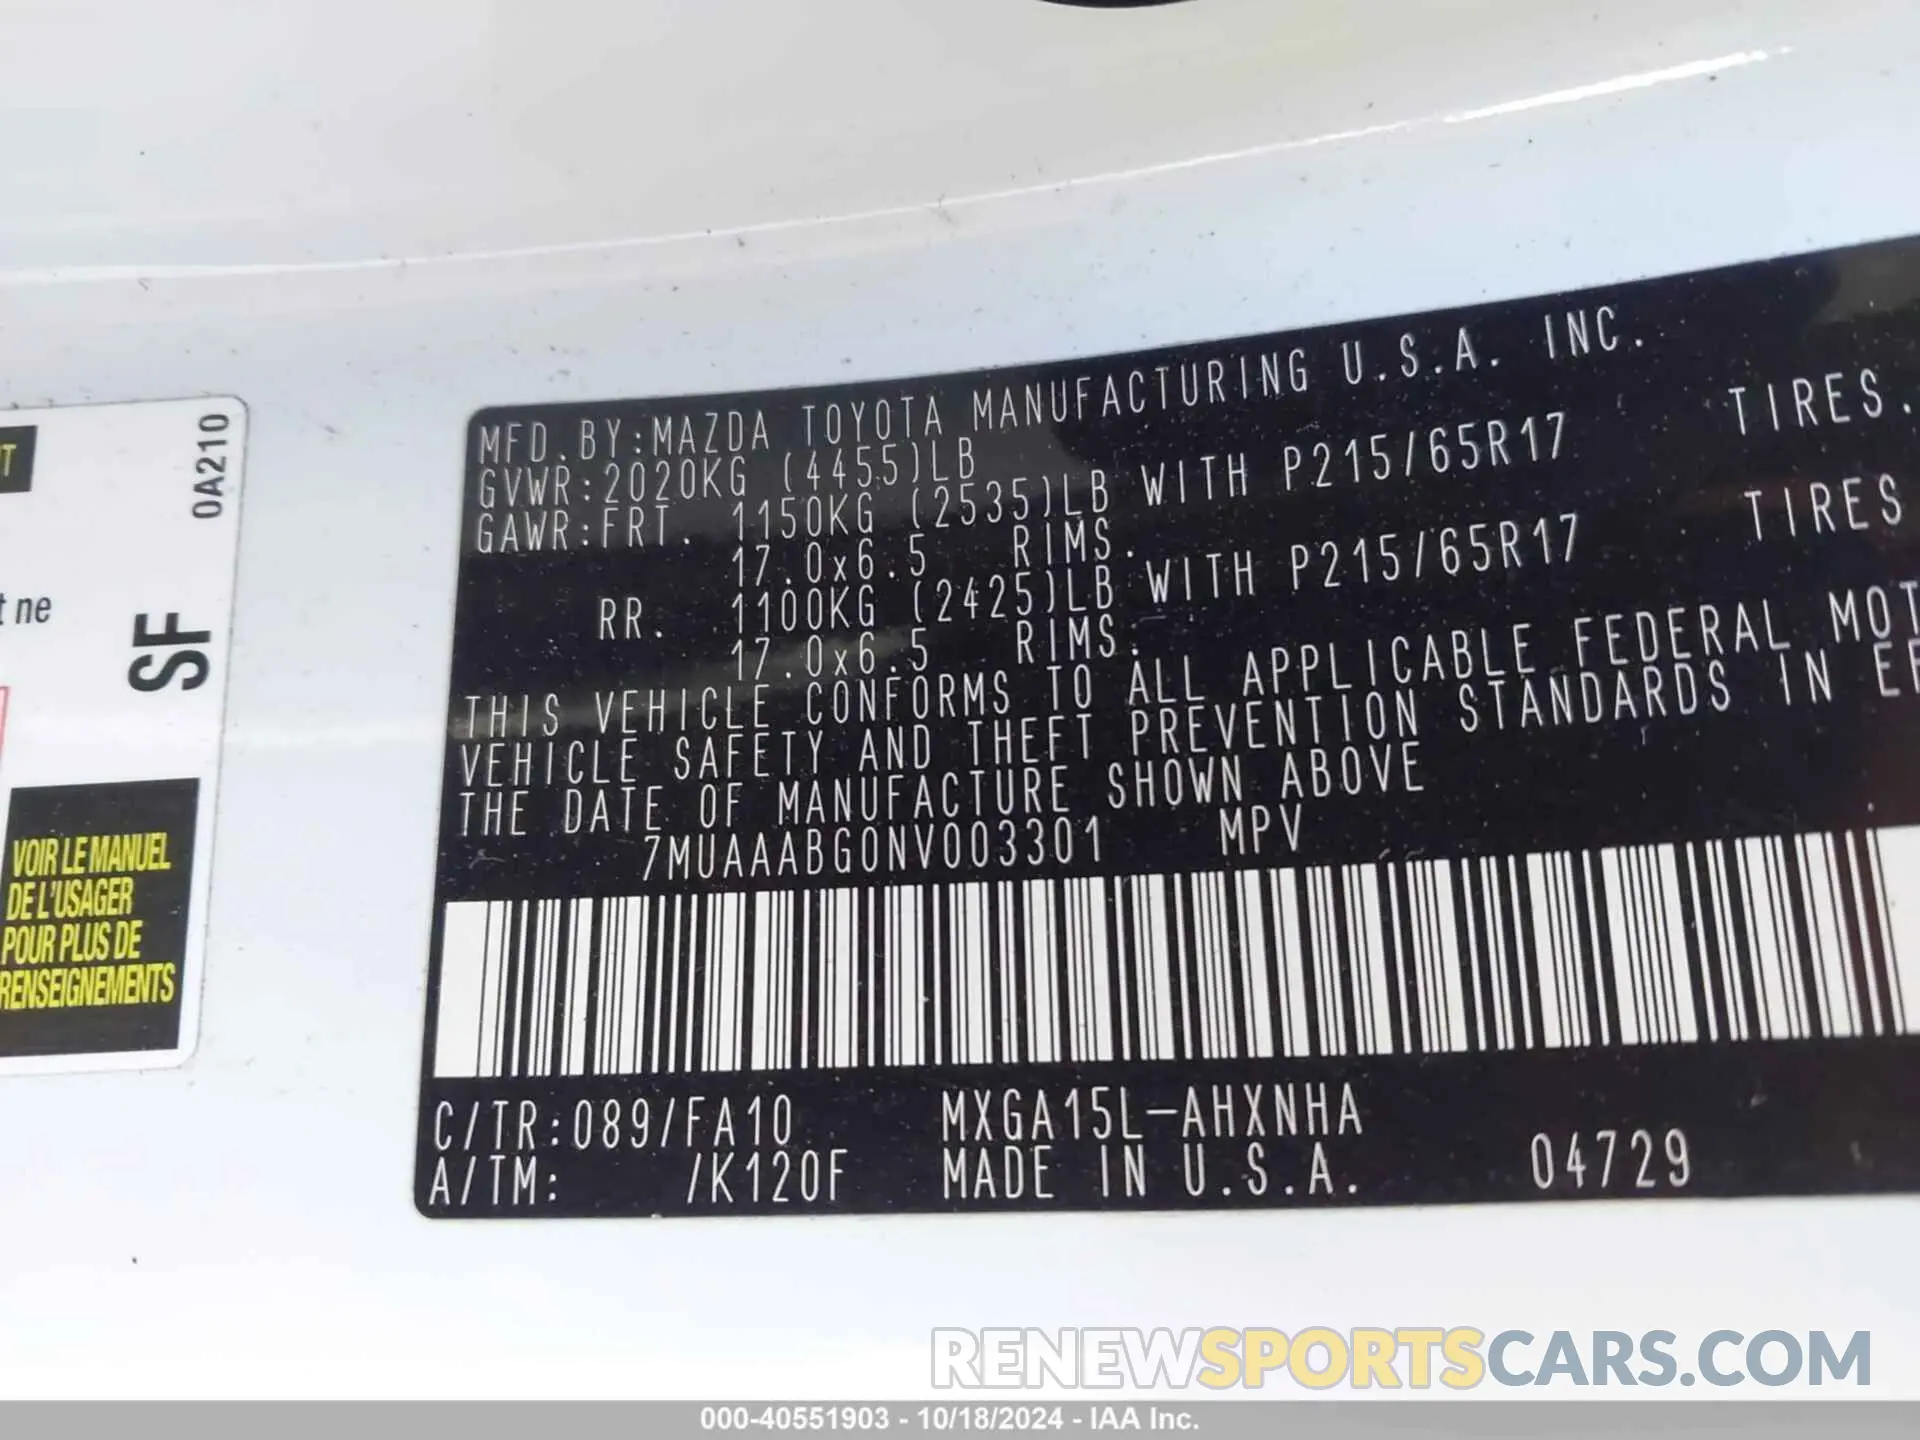 MFD.BY:MAZDA TOYOTA MANUFACTURING U.S.A. INC.
GVWR:2020KG (4455)LB
GAWR:FRT. 1150KG (2535)LB WITH P215/65R17 TIRES.
17.0x6.5 RIMS.
RR. 1100KG (2425)LB WITH P215/65R17 TIRES
17.0x6.5 RIMS.
THIS VEHICLE CONFORMS TO ALL APPLICABLE FEDERAL MOT
VEHICLE SAFETY AND THEFT PREVENTION STANDARDS IN EF
THE DATE OF MANUFACTURE SHOWN ABOVE
7MUAAABG0NV003301 MPV
C/TR:089/FA10 MXGA15L-AHXNHA
A/TM: /K120F MADE IN U.S.A. 04729
0A210
SF
T
t ne
VOIR LE MANUEL
DE L'USAGER
POUR PLUS DE
RENSEIGNEMENTS
RENEWSPORTSCARS.COM
000-40551903 - 10/18/2024 - IAA Inc.